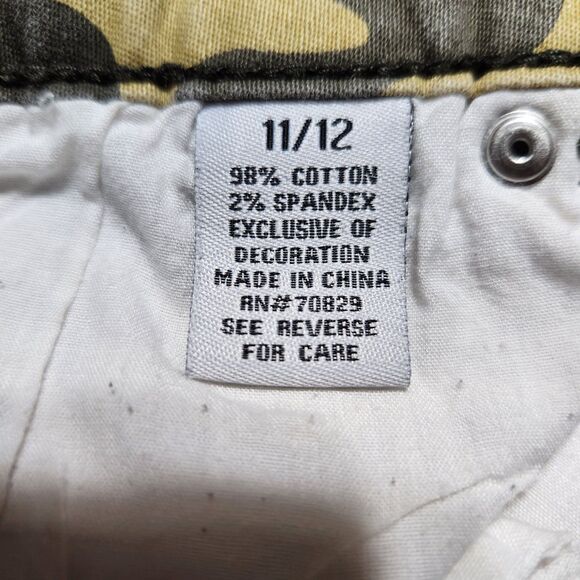 11/12
98% COTTON
2% SPANDEX
EXCLUSIVE OF
DECORATION
MADE IN CHINA
RN#70829
SEE REVERSE
FOR CARE